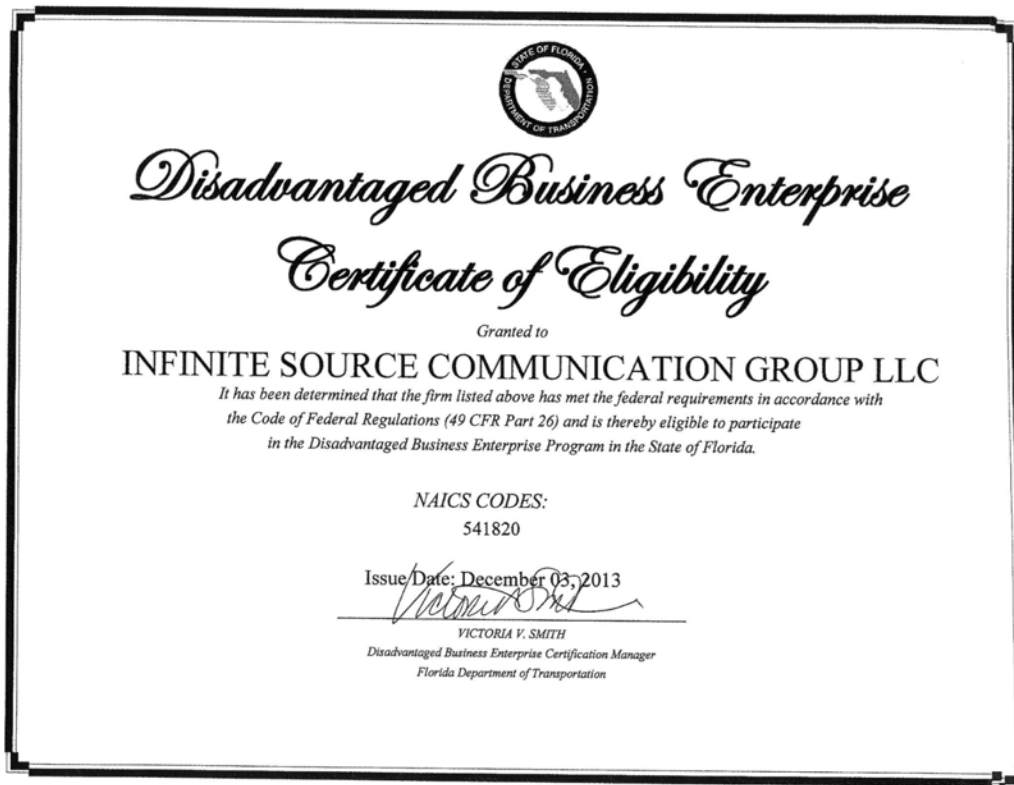 STATE OF FLORIDA
DEPARTMENT OF TRANSPORTATION
Disadvantaged Business Enterprise
Certificate of Eligibility
Granted to
INFINITE SOURCE COMMUNICATION GROUP LLC
It has been determined that the firm listed above has met the federal requirements in accordance with
the Code of Federal Regulations (49 CFR Part 26) and is thereby eligible to participate
in the Disadvantaged Business Enterprise Program in the State of Florida.
NAICS CODES:
541820
Issue Date: December 03, 2013
Victoria V Smith
VICTORIA V. SMITH
Disadvantaged Business Enterprise Certification Manager
Florida Department of Transportation